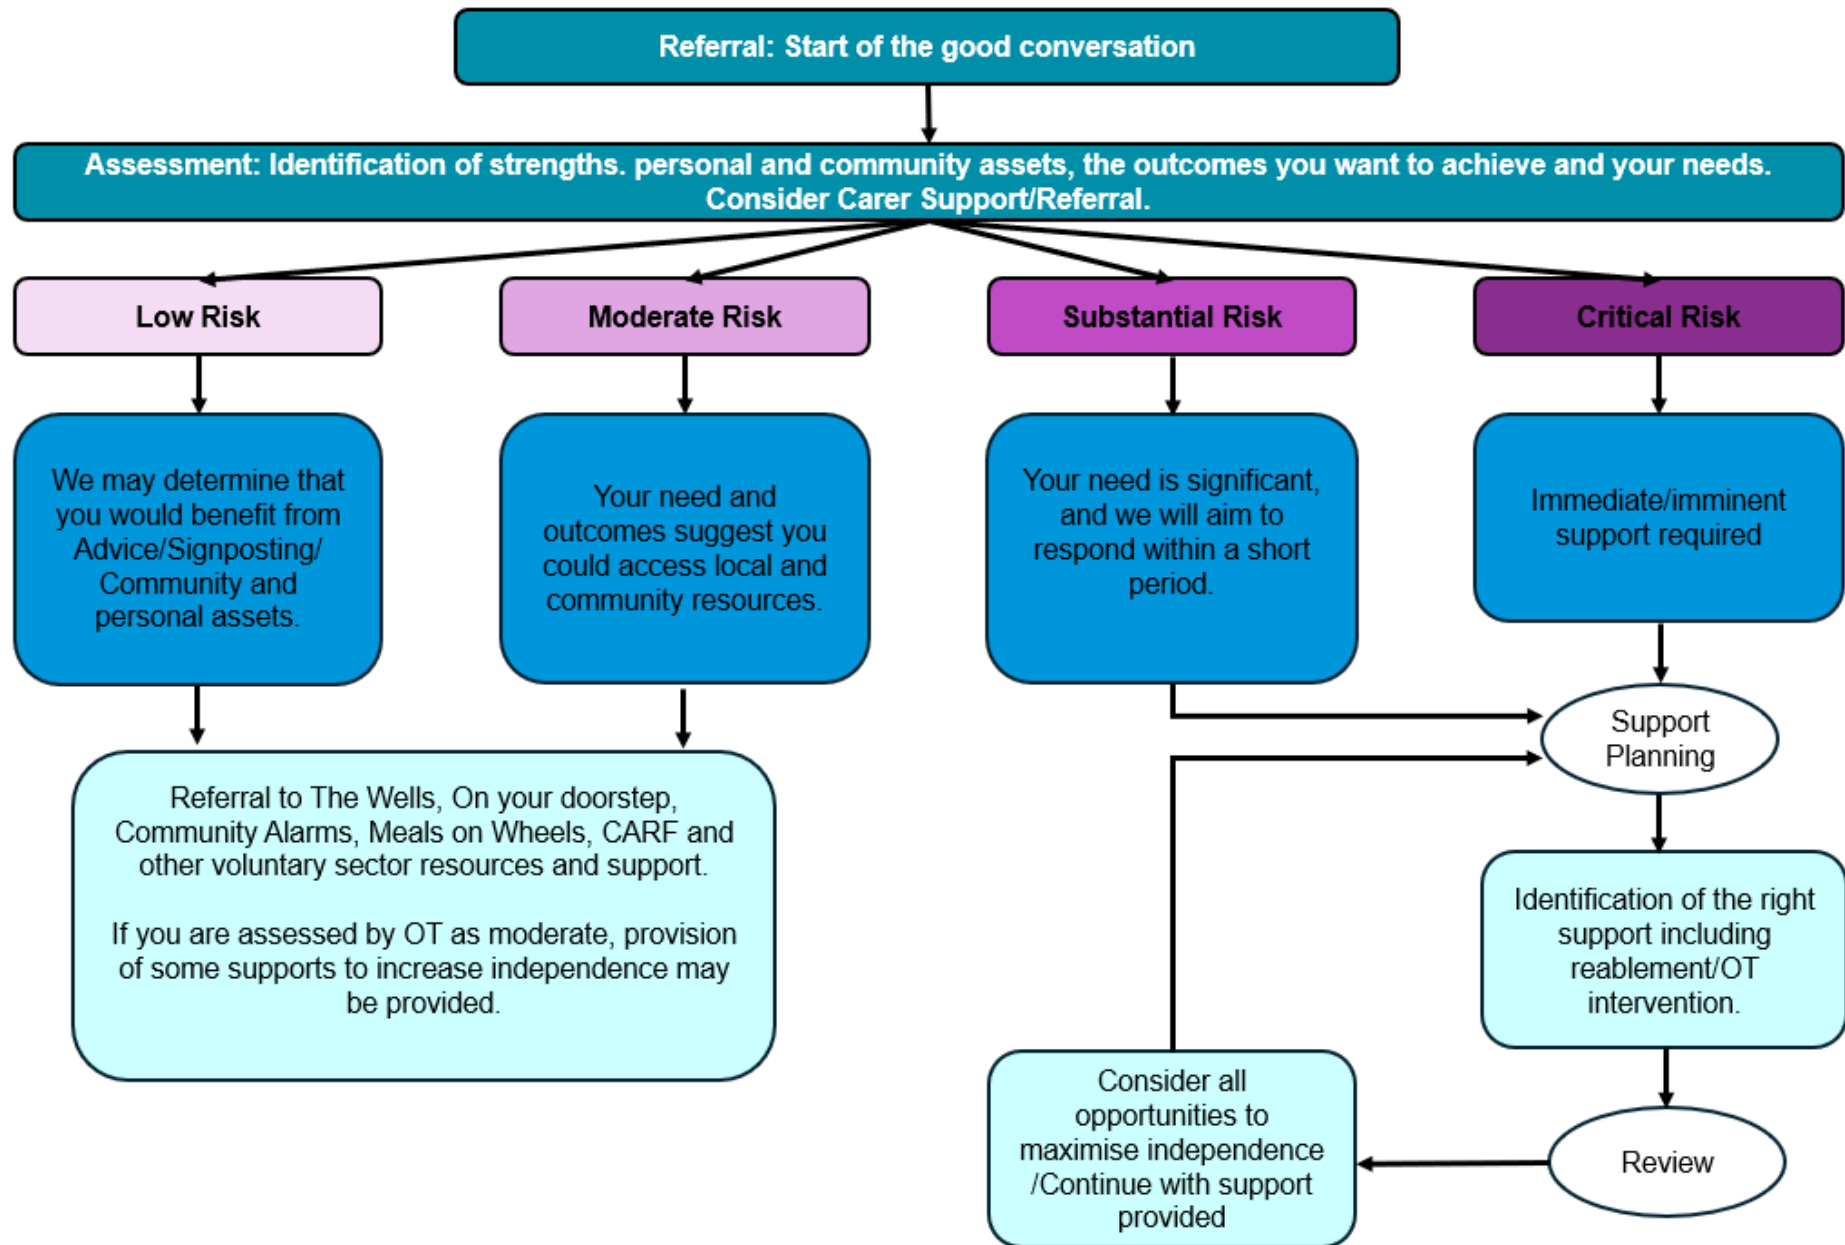 Referral: Start of the good conversation
Assessment: Identification of strengths. personal and community assets, the outcomes you want to achieve and your needs.
Consider Carer Support/Referral.
Low Risk
Moderate Risk
Substantial Risk
Critical Risk
We may determine that
you would benefit from
Advice/Signposting/
Community and
personal assets.
Your need and
outcomes suggest you
could access local and
community resources.
Your need is significant,
and we will aim to
respond within a short
period.
Immediate/imminent
support required
Referral to The Wells, On your doorstep,
Community Alarms, Meals on Wheels, CARF and
other voluntary sector resources and support.
If you are assessed by OT as moderate, provision
of some supports to increase independence may
be provided.
Support
Planning
Identification of the right
support including
reablement/OT
intervention.
Review
Consider all
opportunities to
maximise independence
/Continue with support
provided